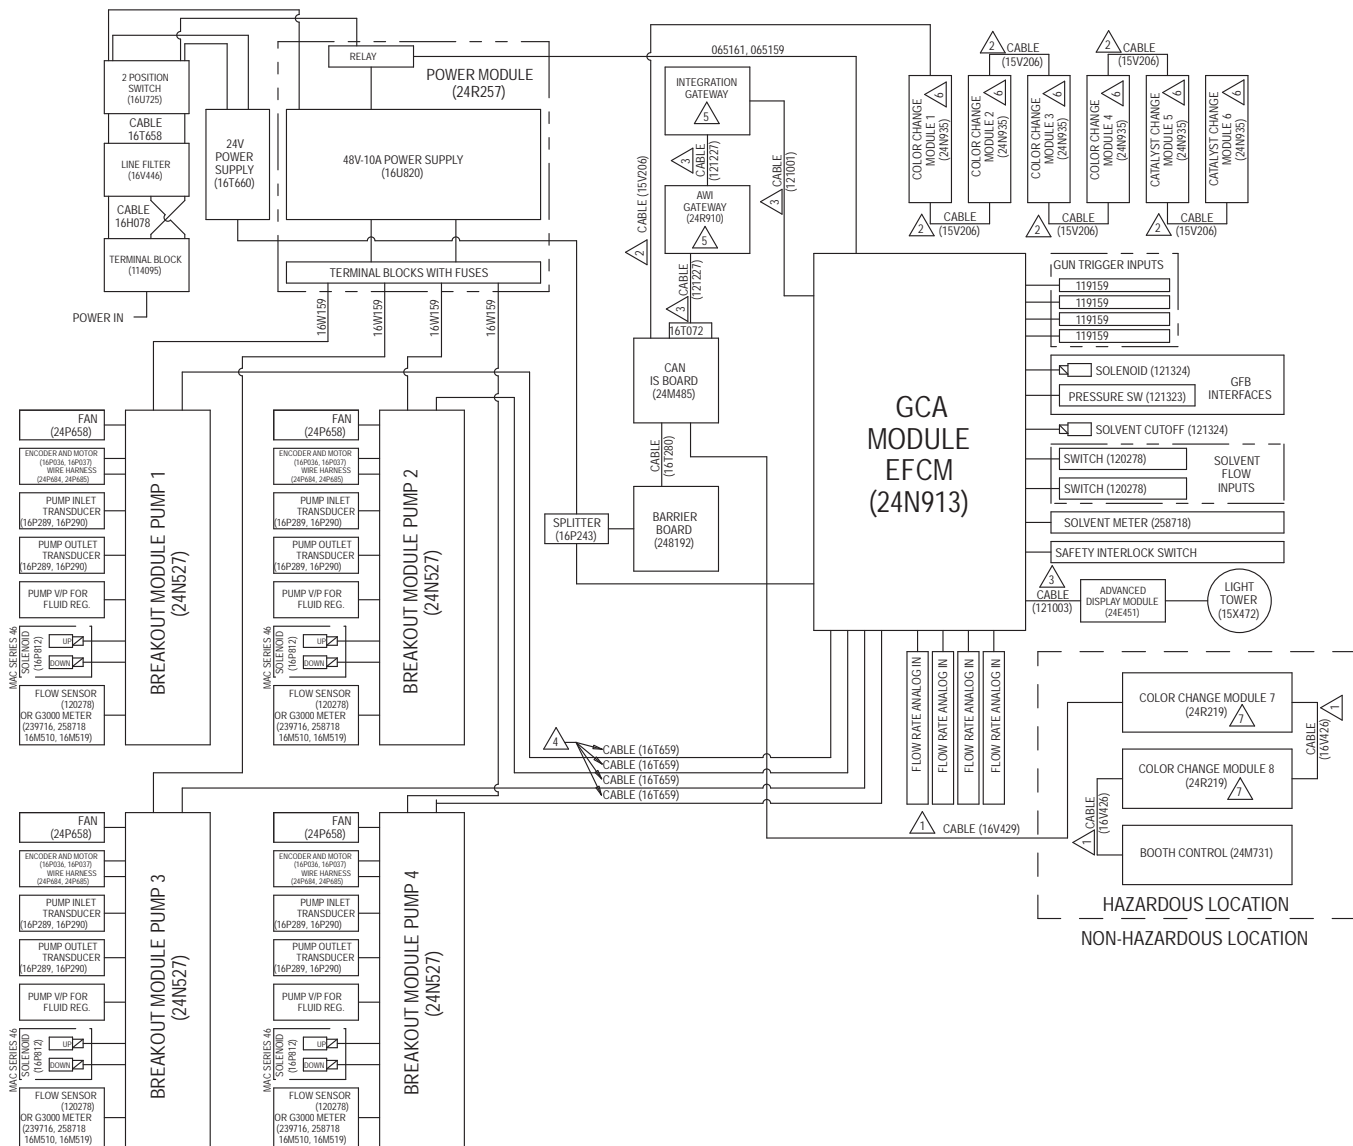 2 POSITION
SWITCH
(16U725)
CABLE
16T658
LINE FILTER
(16V446)
CABLE
16H078
TERMINAL BLOCK
(114095)
POWER IN
24V
POWER
SUPPLY
(16T660)
RELAY
POWER MODULE
(24R257)
48V-10A POWER SUPPLY
(16U820)
TERMINAL BLOCKS WITH FUSES
16W159
16W159
16W159
16W159
065161, 065159
CABLE (15V206)
2
INTEGRATION
GATEWAY
5
3
CABLE
(121227)
AWI
GATEWAY
(24R910)
5
3
CABLE
(121227)
3
CABLE
(121001)
16T072
CAN
IS BOARD
(24M485)
CABLE
(16T280)
BARRIER
BOARD
(248192)
SPLITTER
(16P243)
GCA
MODULE
EFCM
(24N913)
2
CABLE
(15V206)
2
CABLE
(15V206)
COLOR CHANGE
MODULE 1
(24N935)
6
COLOR CHANGE
MODULE 2
(24N935)
6
COLOR CHANGE
MODULE 3
(24N935)
6
COLOR CHANGE
MODULE 4
(24N935)
6
CATALYST CHANGE
MODULE 5
(24N935)
6
CATALYST CHANGE
MODULE 6
(24N935)
6
2
CABLE
(15V206)
2
CABLE
(15V206)
2
CABLE
(15V206)
GUN TRIGGER INPUTS
119159
119159
119159
119159
SOLENOID (121324)
PRESSURE SW (121323)
GFB
INTERFACES
SOLVENT CUTOFF (121324)
SWITCH (120278)
SWITCH (120278)
SOLVENT
FLOW
INPUTS
SOLVENT METER (258718)
SAFETY INTERLOCK SWITCH
3
CABLE
(121003)
ADVANCED
DISPLAY MODULE
(24E451)
LIGHT
TOWER
(15X472)
FLOW RATE ANALOG IN
FLOW RATE ANALOG IN
FLOW RATE ANALOG IN
FLOW RATE ANALOG IN
1
CABLE (16V429)
COLOR CHANGE MODULE 7
(24R219)
7
1
CABLE
(16V426)
COLOR CHANGE MODULE 8
(24R219)
7
1
CABLE
(16V426)
BOOTH CONTROL (24M731)
HAZARDOUS LOCATION
NON-HAZARDOUS LOCATION
4
CABLE (16T659)
CABLE (16T659)
CABLE (16T659)
CABLE (16T659)
FAN
(24P658)
ENCODER AND MOTOR
(16P036, 16P037)
WIRE HARNESS
(24P684, 24P685)
PUMP INLET
TRANSDUCER
(16P289, 16P290)
PUMP OUTLET
TRANSDUCER
(16P289, 16P290)
PUMP V/P FOR
FLUID REG.
MAC SERIES 46
SOLENOID
(16P812)
UP
DOWN
FLOW SENSOR
(120278)
OR G3000 METER
(239716, 258718
16M510, 16M519)
BREAKOUT MODULE PUMP 1
(24N527)
FAN
(24P658)
ENCODER AND MOTOR
(16P036, 16P037)
WIRE HARNESS
(24P684, 24P685)
PUMP INLET
TRANSDUCER
(16P289, 16P290)
PUMP OUTLET
TRANSDUCER
(16P289, 16P290)
PUMP V/P FOR
FLUID REG.
MAC SERIES 46
SOLENOID
(16P812)
UP
DOWN
FLOW SENSOR
(120278)
OR G3000 METER
(239716, 258718
16M510, 16M519)
BREAKOUT MODULE PUMP 2
(24N527)
FAN
(24P658)
ENCODER AND MOTOR
(16P036, 16P037)
WIRE HARNESS
(24P684, 24P685)
PUMP INLET
TRANSDUCER
(16P289, 16P290)
PUMP OUTLET
TRANSDUCER
(16P289, 16P290)
PUMP V/P FOR
FLUID REG.
MAC SERIES 46
SOLENOID
(16P812)
UP
DOWN
FLOW SENSOR
(120278)
OR G3000 METER
(239716, 258718
16M510, 16M519)
BREAKOUT MODULE PUMP 3
(24N527)
FAN
(24P658)
ENCODER AND MOTOR
(16P036, 16P037)
WIRE HARNESS
(24P684, 24P685)
PUMP INLET
TRANSDUCER
(16P289, 16P290)
PUMP OUTLET
TRANSDUCER
(16P289, 16P290)
PUMP V/P FOR
FLUID REG.
MAC SERIES 46
SOLENOID
(16P812)
UP
DOWN
FLOW SENSOR
(120278)
OR G3000 METER
(239716, 258718
16M510, 16M519)
BREAKOUT MODULE PUMP 4
(24N527)